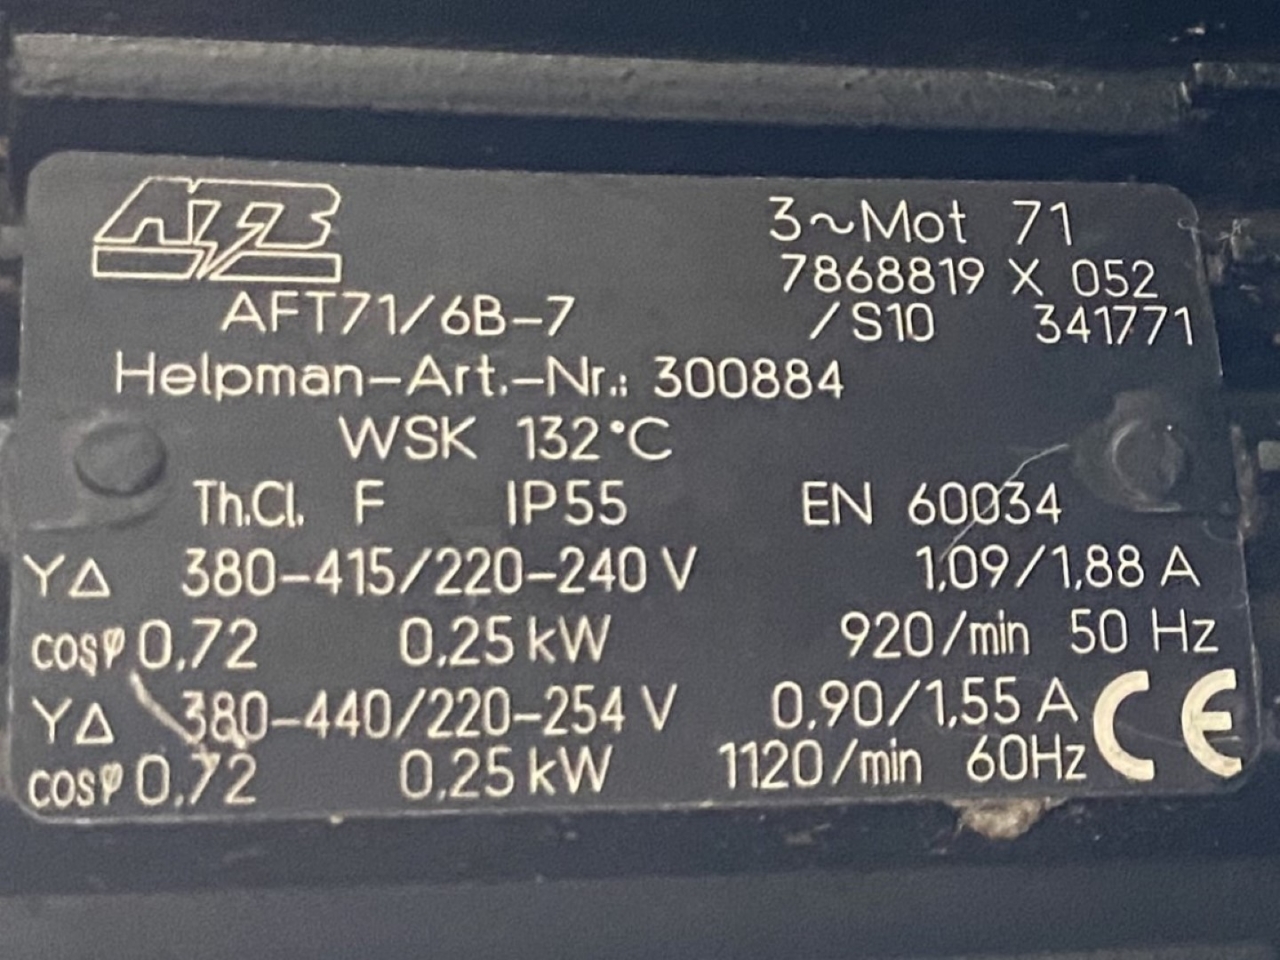 ATB
3~Mot 71
7868819 X 052
AFT71/6B-7 /S10 341771
Helpman-Art.-Nr.: 300884
WSK 132°C
Th.Cl. F IP55 EN 60034
Y△ 380-415/220-240 V 1,09/1,88 A
cosφ 0,72 0,25 kW 920/min 50 Hz
Y△ 380-440/220-254 V 0,90/1,55 A CE
cosφ 0,72 0,25 kW 1120/min 60Hz